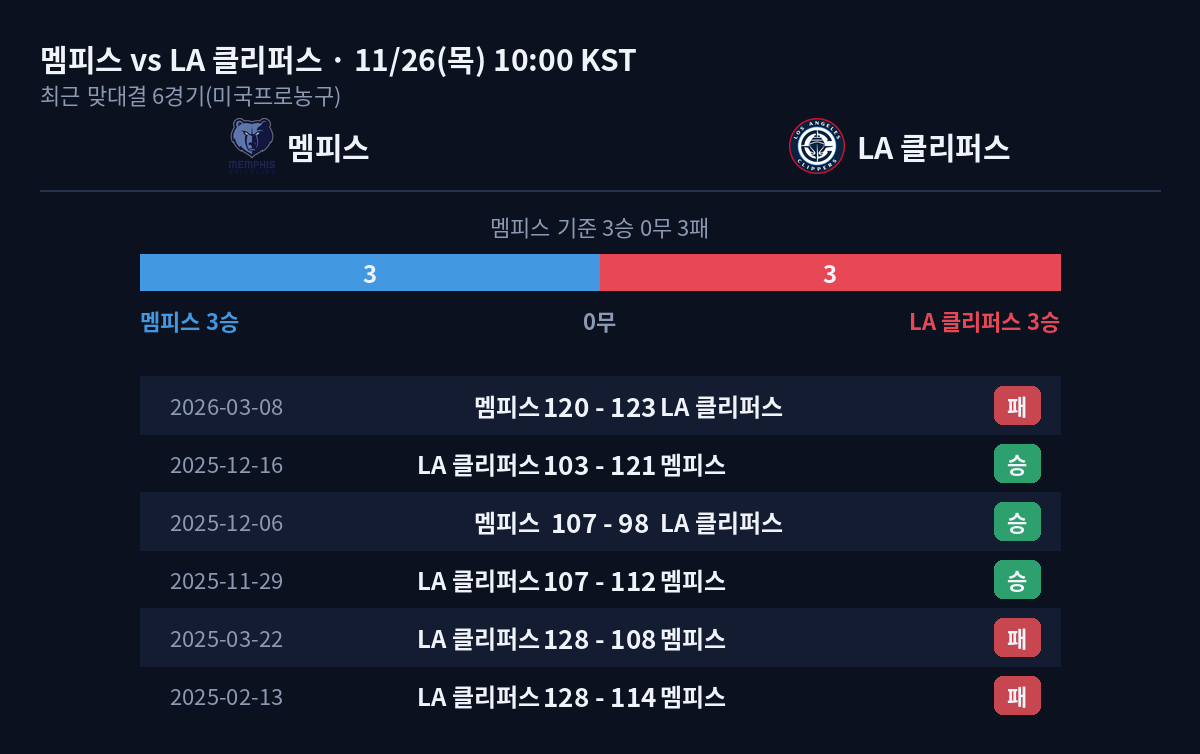 멤피스 vs LA 클리퍼스 · 11/26(목) 10:00 KST
최근 맞대결 6경기(미국프로농구)
MEMPHIS
멤피스
LOS ANGELES
CLIPPERS
LA 클리퍼스
멤피스 기준 3승 0무 3패
3 3
멤피스 3승 0무 LA 클리퍼스 3승
2026-03-08 멤피스 120 - 123 LA 클리퍼스 패
2025-12-16 LA 클리퍼스 103 - 121 멤피스 승
2025-12-06 멤피스 107 - 98 LA 클리퍼스 승
2025-11-29 LA 클리퍼스 107 - 112 멤피스 승
2025-03-22 LA 클리퍼스 128 - 108 멤피스 패
2025-02-13 LA 클리퍼스 128 - 114 멤피스 패